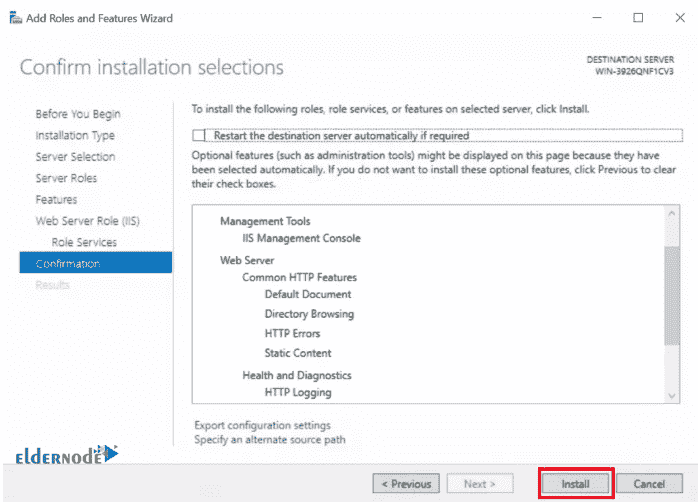 Add Roles and Features Wizard
Confirm installation selections
DESTINATION SERVER
WIN-3926QNF1CV3
Before You Begin
Installation Type
Server Selection
Server Roles
Features
Web Server Role (IIS)
Role Services
Confirmation
Results
To install the following roles, role services, or features on selected server, click Install.
Restart the destination server automatically if required
Optional features (such as administration tools) might be displayed on this page because they have
been selected automatically. If you do not want to install these optional features, click Previous to clear
their check boxes.
Management Tools
IIS Management Console
Web Server
Common HTTP Features
Default Document
Directory Browsing
HTTP Errors
Static Content
Health and Diagnostics
HTTP Logging
Export configuration settings
Specify an alternate source path
eldernode
< Previous
Next >
Install
Cancel